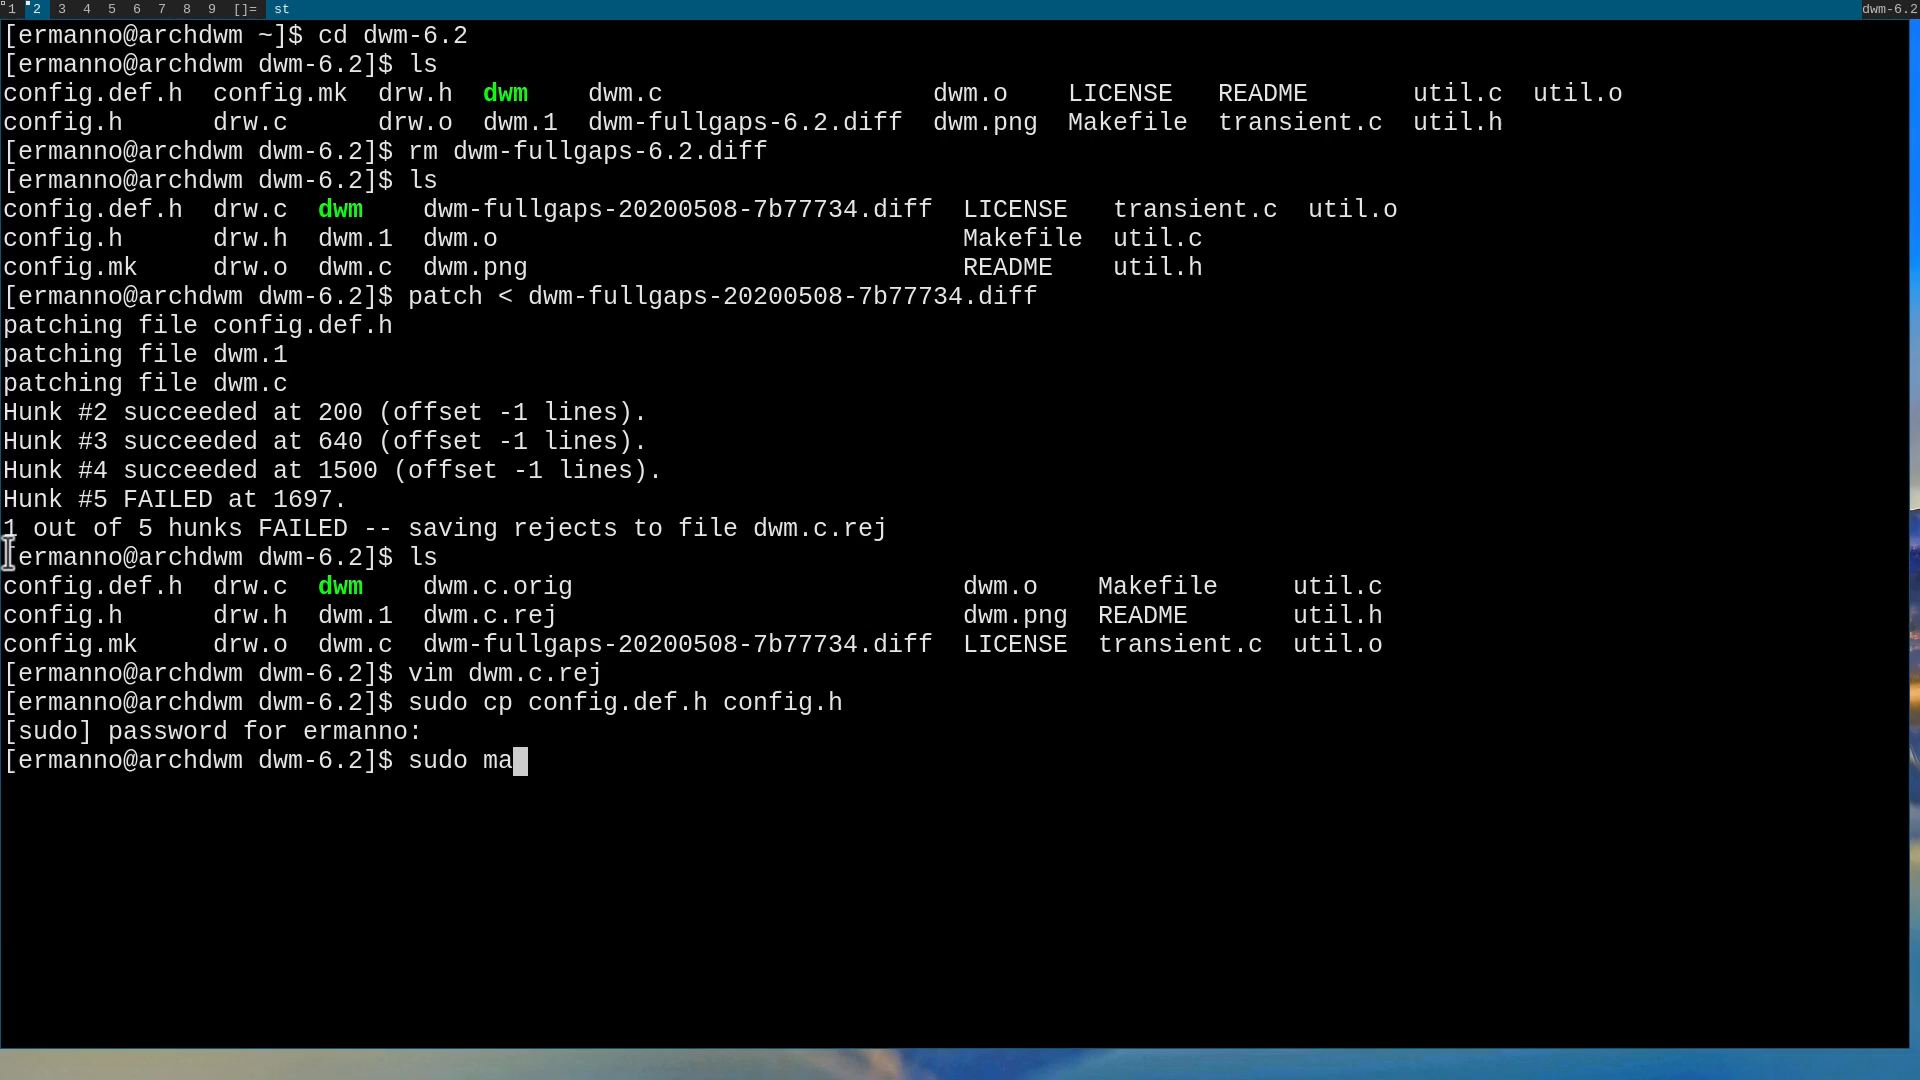 1 2 3 4 5 6 7 8 9 []= st dwm-6.2
[ermanno@archdwm ~]$ cd dwm-6.2
[ermanno@archdwm dwm-6.2]$ ls
config.def.h  config.mk  drw.h  dwm    dwm.c                  dwm.o    LICENSE   README       util.c  util.o
config.h      drw.c      drw.o  dwm.1  dwm-fullgaps-6.2.diff  dwm.png  Makefile  transient.c  util.h
[ermanno@archdwm dwm-6.2]$ rm dwm-fullgaps-6.2.diff
[ermanno@archdwm dwm-6.2]$ ls
config.def.h  drw.c  dwm    dwm-fullgaps-20200508-7b77734.diff  LICENSE   transient.c  util.o
config.h      drw.h  dwm.1  dwm.o                               Makefile  util.c
config.mk     drw.o  dwm.c  dwm.png                             README    util.h
[ermanno@archdwm dwm-6.2]$ patch < dwm-fullgaps-20200508-7b77734.diff
patching file config.def.h
patching file dwm.1
patching file dwm.c
Hunk #2 succeeded at 200 (offset -1 lines).
Hunk #3 succeeded at 640 (offset -1 lines).
Hunk #4 succeeded at 1500 (offset -1 lines).
Hunk #5 FAILED at 1697.
1 out of 5 hunks FAILED -- saving rejects to file dwm.c.rej
[ermanno@archdwm dwm-6.2]$ ls
config.def.h  drw.c  dwm    dwm.c.orig                          dwm.o    Makefile     util.c
config.h      drw.h  dwm.1  dwm.c.rej                           dwm.png  README       util.h
config.mk     drw.o  dwm.c  dwm-fullgaps-20200508-7b77734.diff  LICENSE  transient.c  util.o
[ermanno@archdwm dwm-6.2]$ vim dwm.c.rej
[ermanno@archdwm dwm-6.2]$ sudo cp config.def.h config.h
[sudo] password for ermanno:
[ermanno@archdwm dwm-6.2]$ sudo ma